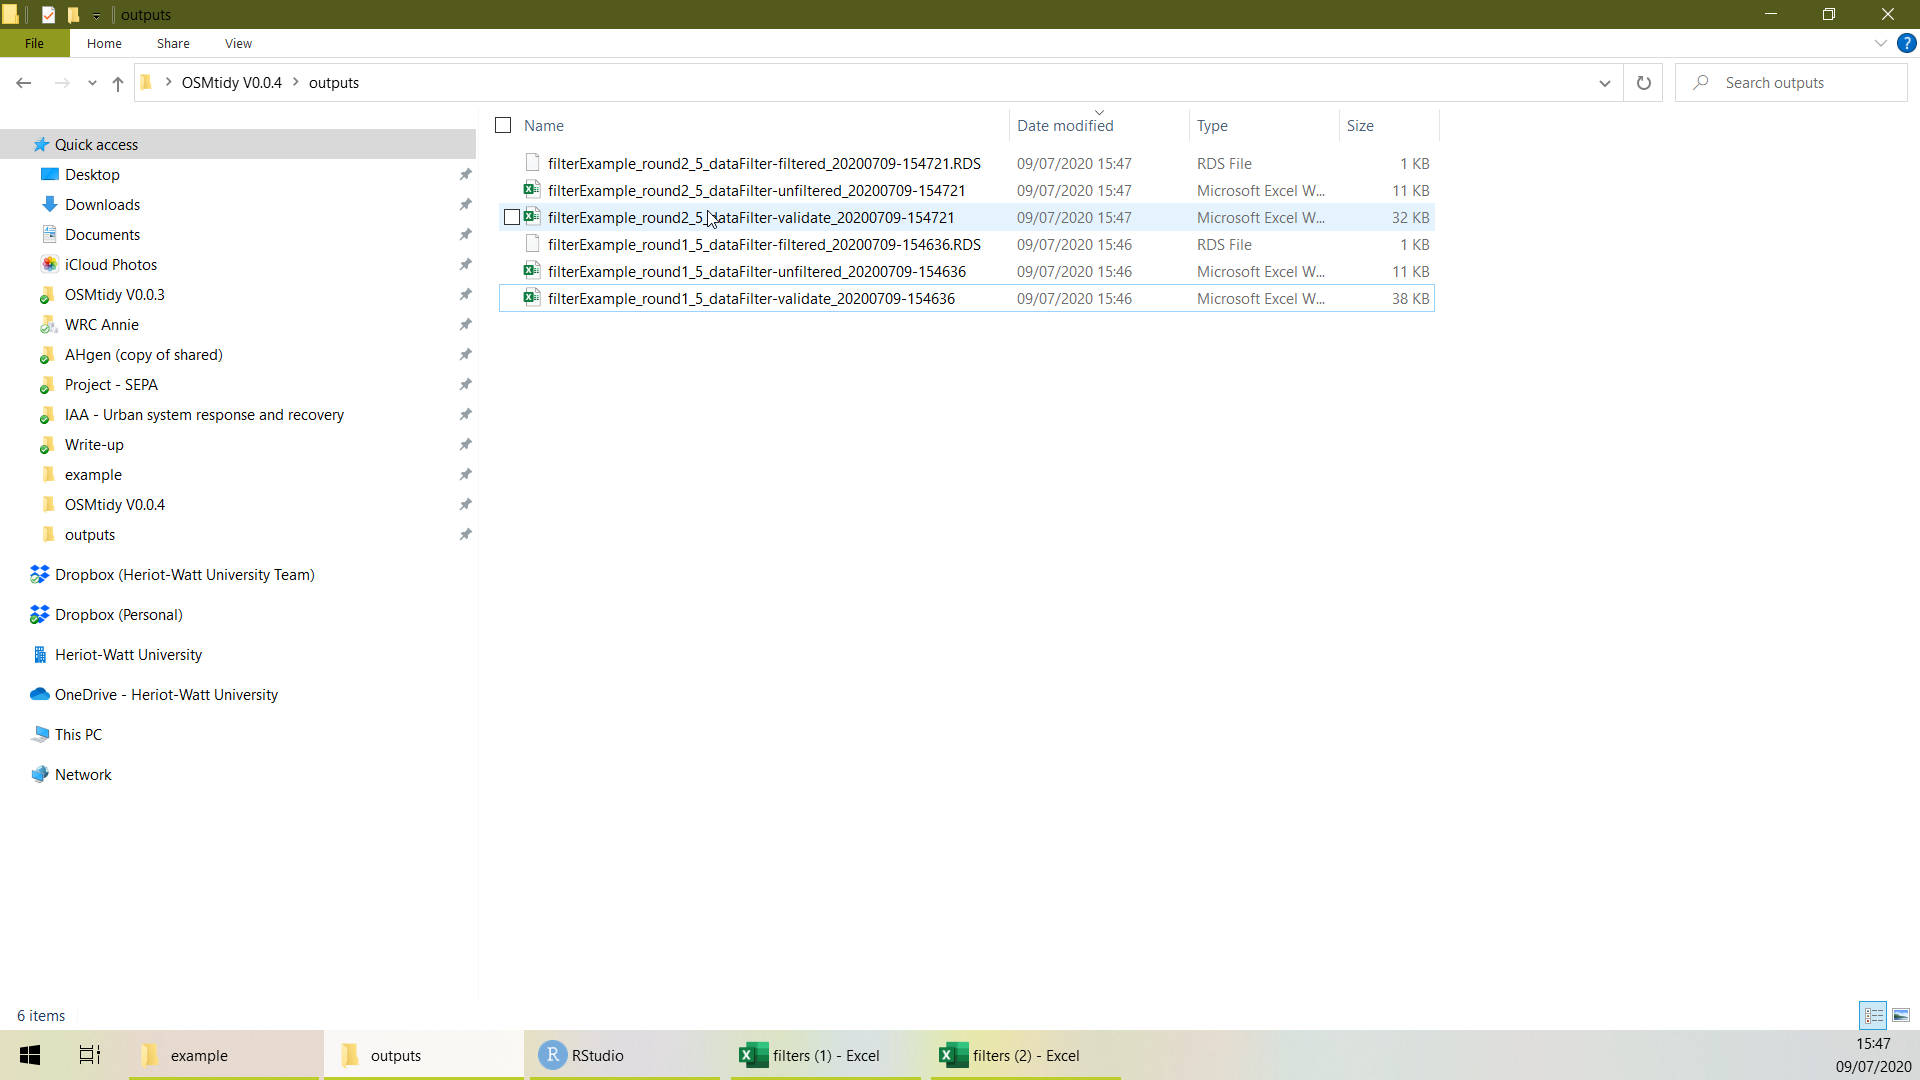 outputs
File Home Share View
OSMtidy V0.0.4 outputs
Search outputs
Name Date modified Type Size
filterExample_round2_5_dataFilter-filtered_20200709-154721.RDS 09/07/2020 15:47 RDS File 1 KB
filterExample_round2_5_dataFilter-unfiltered_20200709-154721 09/07/2020 15:47 Microsoft Excel W... 11 KB
filterExample_round2_5_dataFilter-validate_20200709-154721 09/07/2020 15:47 Microsoft Excel W... 32 KB
filterExample_round1_5_dataFilter-filtered_20200709-154636.RDS 09/07/2020 15:46 RDS File 1 KB
filterExample_round1_5_dataFilter-unfiltered_20200709-154636 09/07/2020 15:46 Microsoft Excel W... 11 KB
filterExample_round1_5_dataFilter-validate_20200709-154636 09/07/2020 15:46 Microsoft Excel W... 38 KB
Quick access
Desktop
Downloads
Documents
iCloud Photos
OSMtidy V0.0.3
WRC Annie
AHgen (copy of shared)
Project - SEPA
IAA - Urban system response and recovery
Write-up
example
OSMtidy V0.0.4
outputs
Dropbox (Heriot-Watt University Team)
Dropbox (Personal)
Heriot-Watt University
OneDrive - Heriot-Watt University
This PC
Network
6 items
example
outputs
R RStudio
filters (1) - Excel
filters (2) - Excel
15:47
09/07/2020